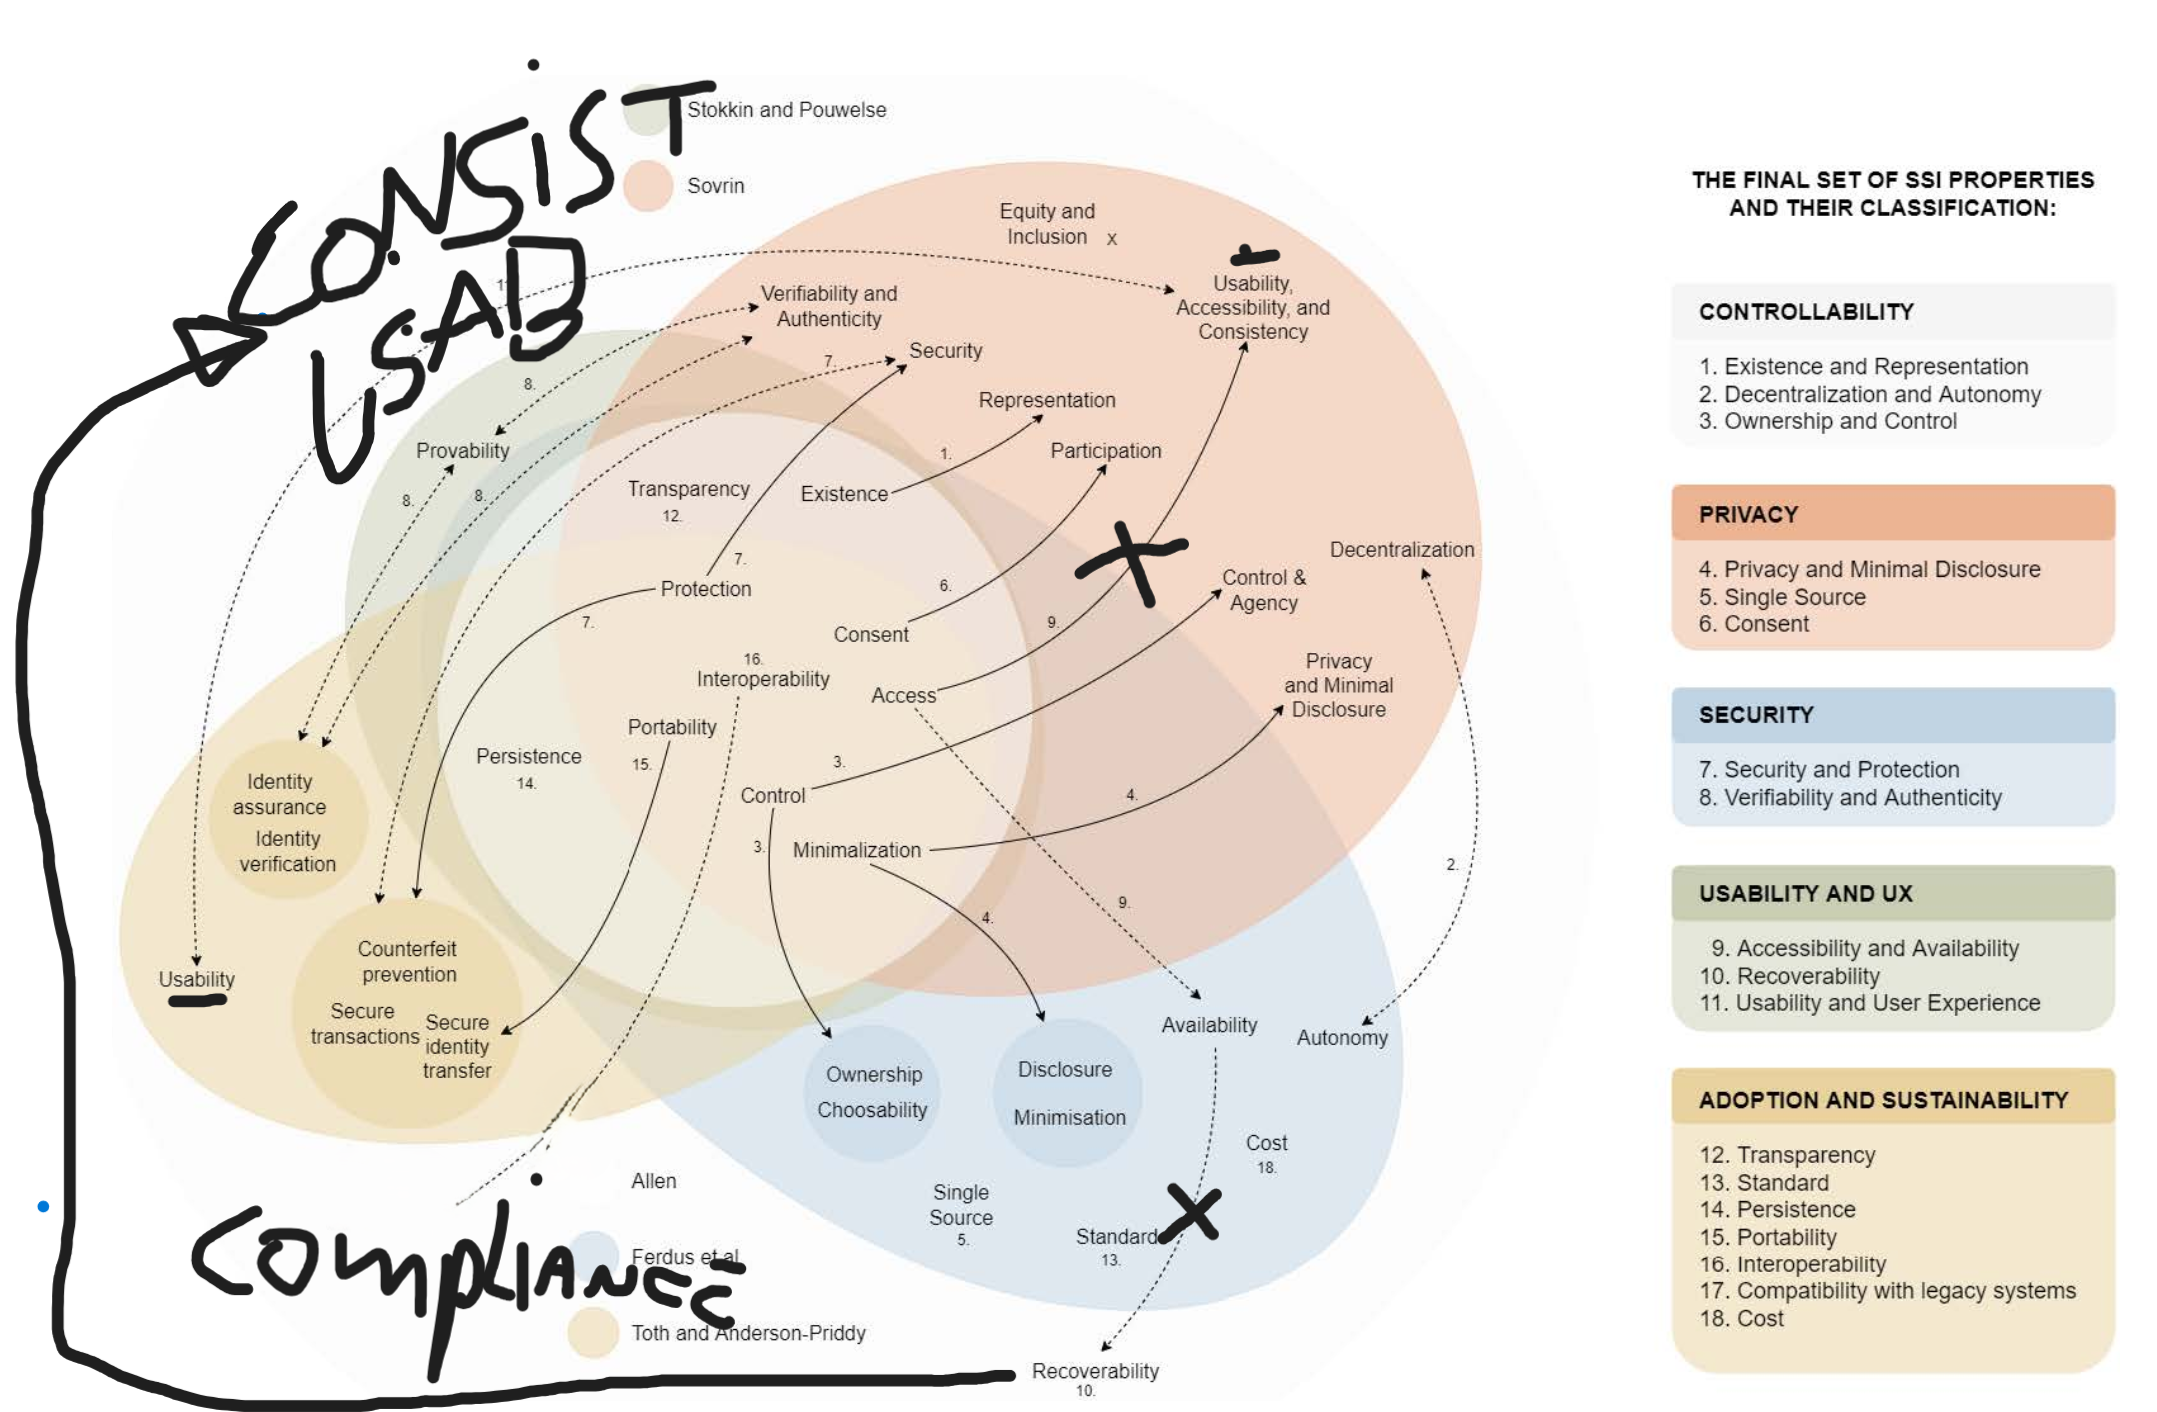 CONSIST
USAB
Stokkin and Pouwelse
Sovrin
Equity and
Inclusion x
Usability,
Accessibility, and
Consistency
Verifiability and
Authenticity
Security
7.
8.
Representation
1.
Participation
Provability
8.
8.
Transparency
12.
Existence
7.
Protection
7.
Decentralization
Control &
Agency
6.
Consent
9.
16.
Interoperability
Access
Privacy
and Minimal
Disclosure
Portability
15.
Persistence
14.
3.
Control
4.
3.
Minimalization
2.
4.
9.
Identity
assurance
Identity
verification
Usability
Counterfeit
prevention
Secure
transactions
Secure
identity
transfer
Ownership
Choosability
Disclosure
Minimisation
Availability
Autonomy
Cost
18.
Single
Source
5.
Standard
13.
Recoverability
10.
Allen
Ferdus et al
Toth and Anderson-Priddy
COMPLIANCE
THE FINAL SET OF SSI PROPERTIES
AND THEIR CLASSIFICATION:
CONTROLLABILITY
1. Existence and Representation
2. Decentralization and Autonomy
3. Ownership and Control
PRIVACY
4. Privacy and Minimal Disclosure
5. Single Source
6. Consent
SECURITY
7. Security and Protection
8. Verifiability and Authenticity
USABILITY AND UX
9. Accessibility and Availability
10. Recoverability
11. Usability and User Experience
ADOPTION AND SUSTAINABILITY
12. Transparency
13. Standard
14. Persistence
15. Portability
16. Interoperability
17. Compatibility with legacy systems
18. Cost